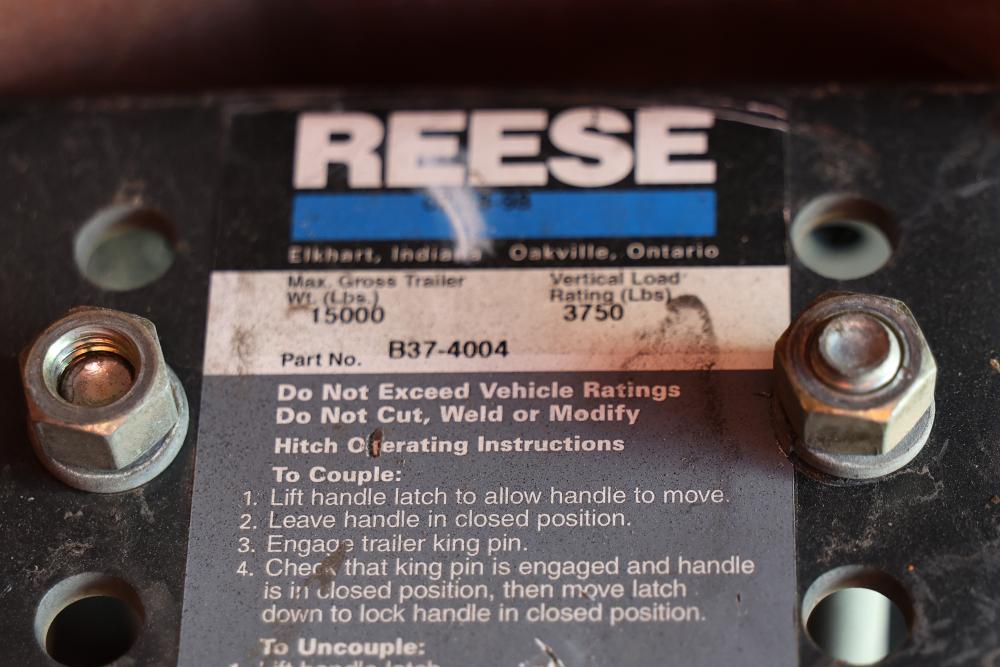 REESE
Elkhart, Indiana Oakville, Ontario
Max. Gross Trailer Vertical Load
Wt. (Lbs.) Rating (Lbs)
15000 3750
Part No. B37-4004
Do Not Exceed Vehicle Ratings
Do Not Cut, Weld or Modify
Hitch Operating Instructions
To Couple:
1. Lift handle latch to allow handle to move.
2. Leave handle in closed position.
3. Engage trailer king pin.
4. Check that king pin is engaged and handle
is in closed position, then move latch
down to lock handle in closed position.
To Uncouple:
1. Lift handle latch